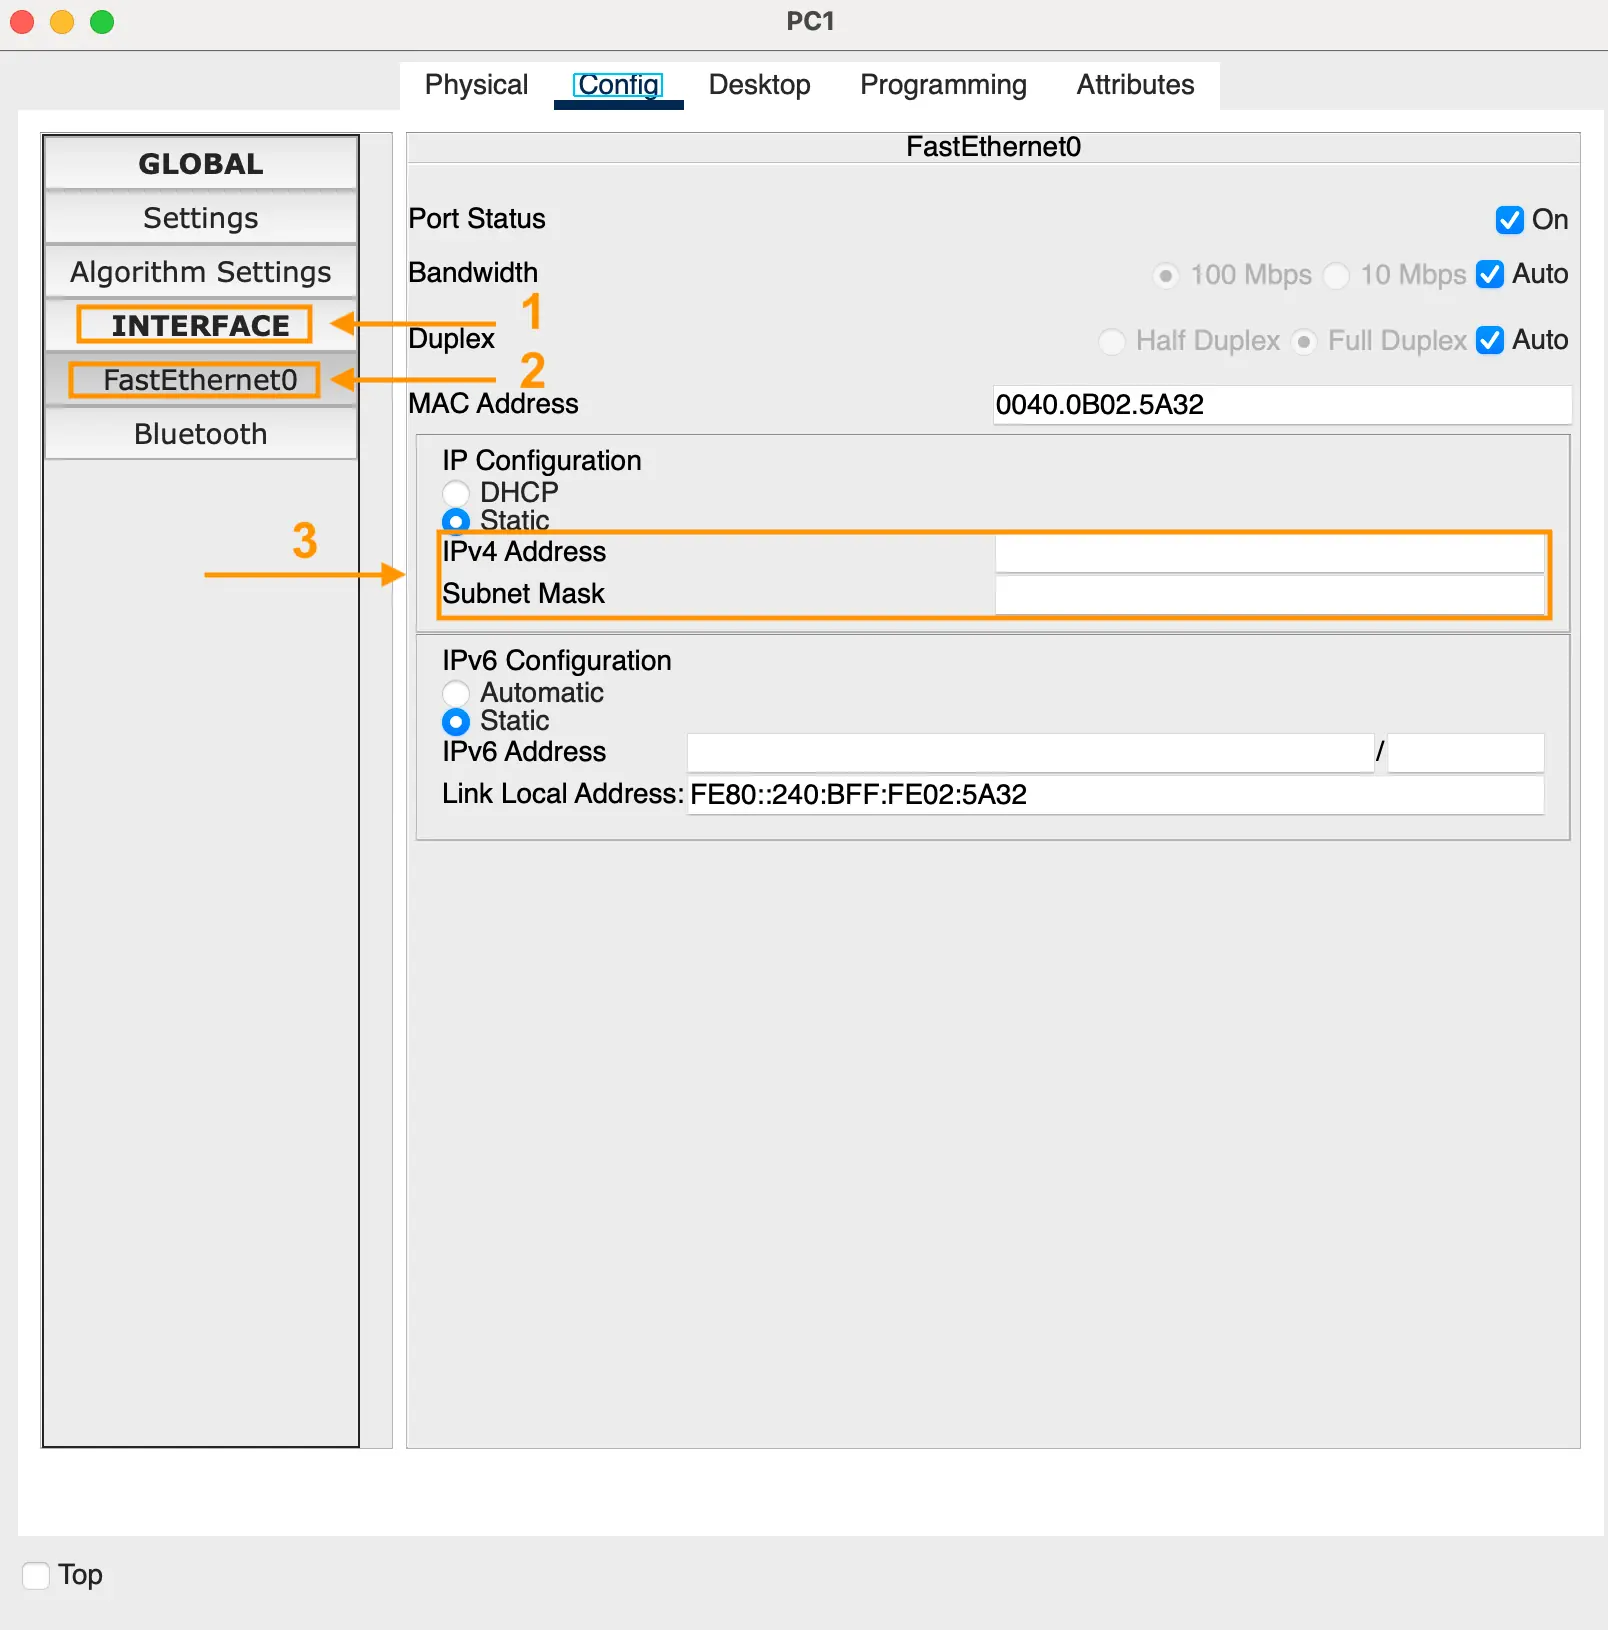 PC1
Physical Config Desktop Programming Attributes
GLOBAL
Settings
Algorithm Settings
INTERFACE
FastEthernet0
Bluetooth
1
2
3
FastEthernet0
Port Status On
Bandwidth 100 Mbps 10 Mbps Auto
Duplex Half Duplex Full Duplex Auto
MAC Address 0040.0B02.5A32
IP Configuration
DHCP
Static
IPv4 Address
Subnet Mask
IPv6 Configuration
Automatic
Static
IPv6 Address /
Link Local Address: FE80::240:BFF:FE02:5A32
Top